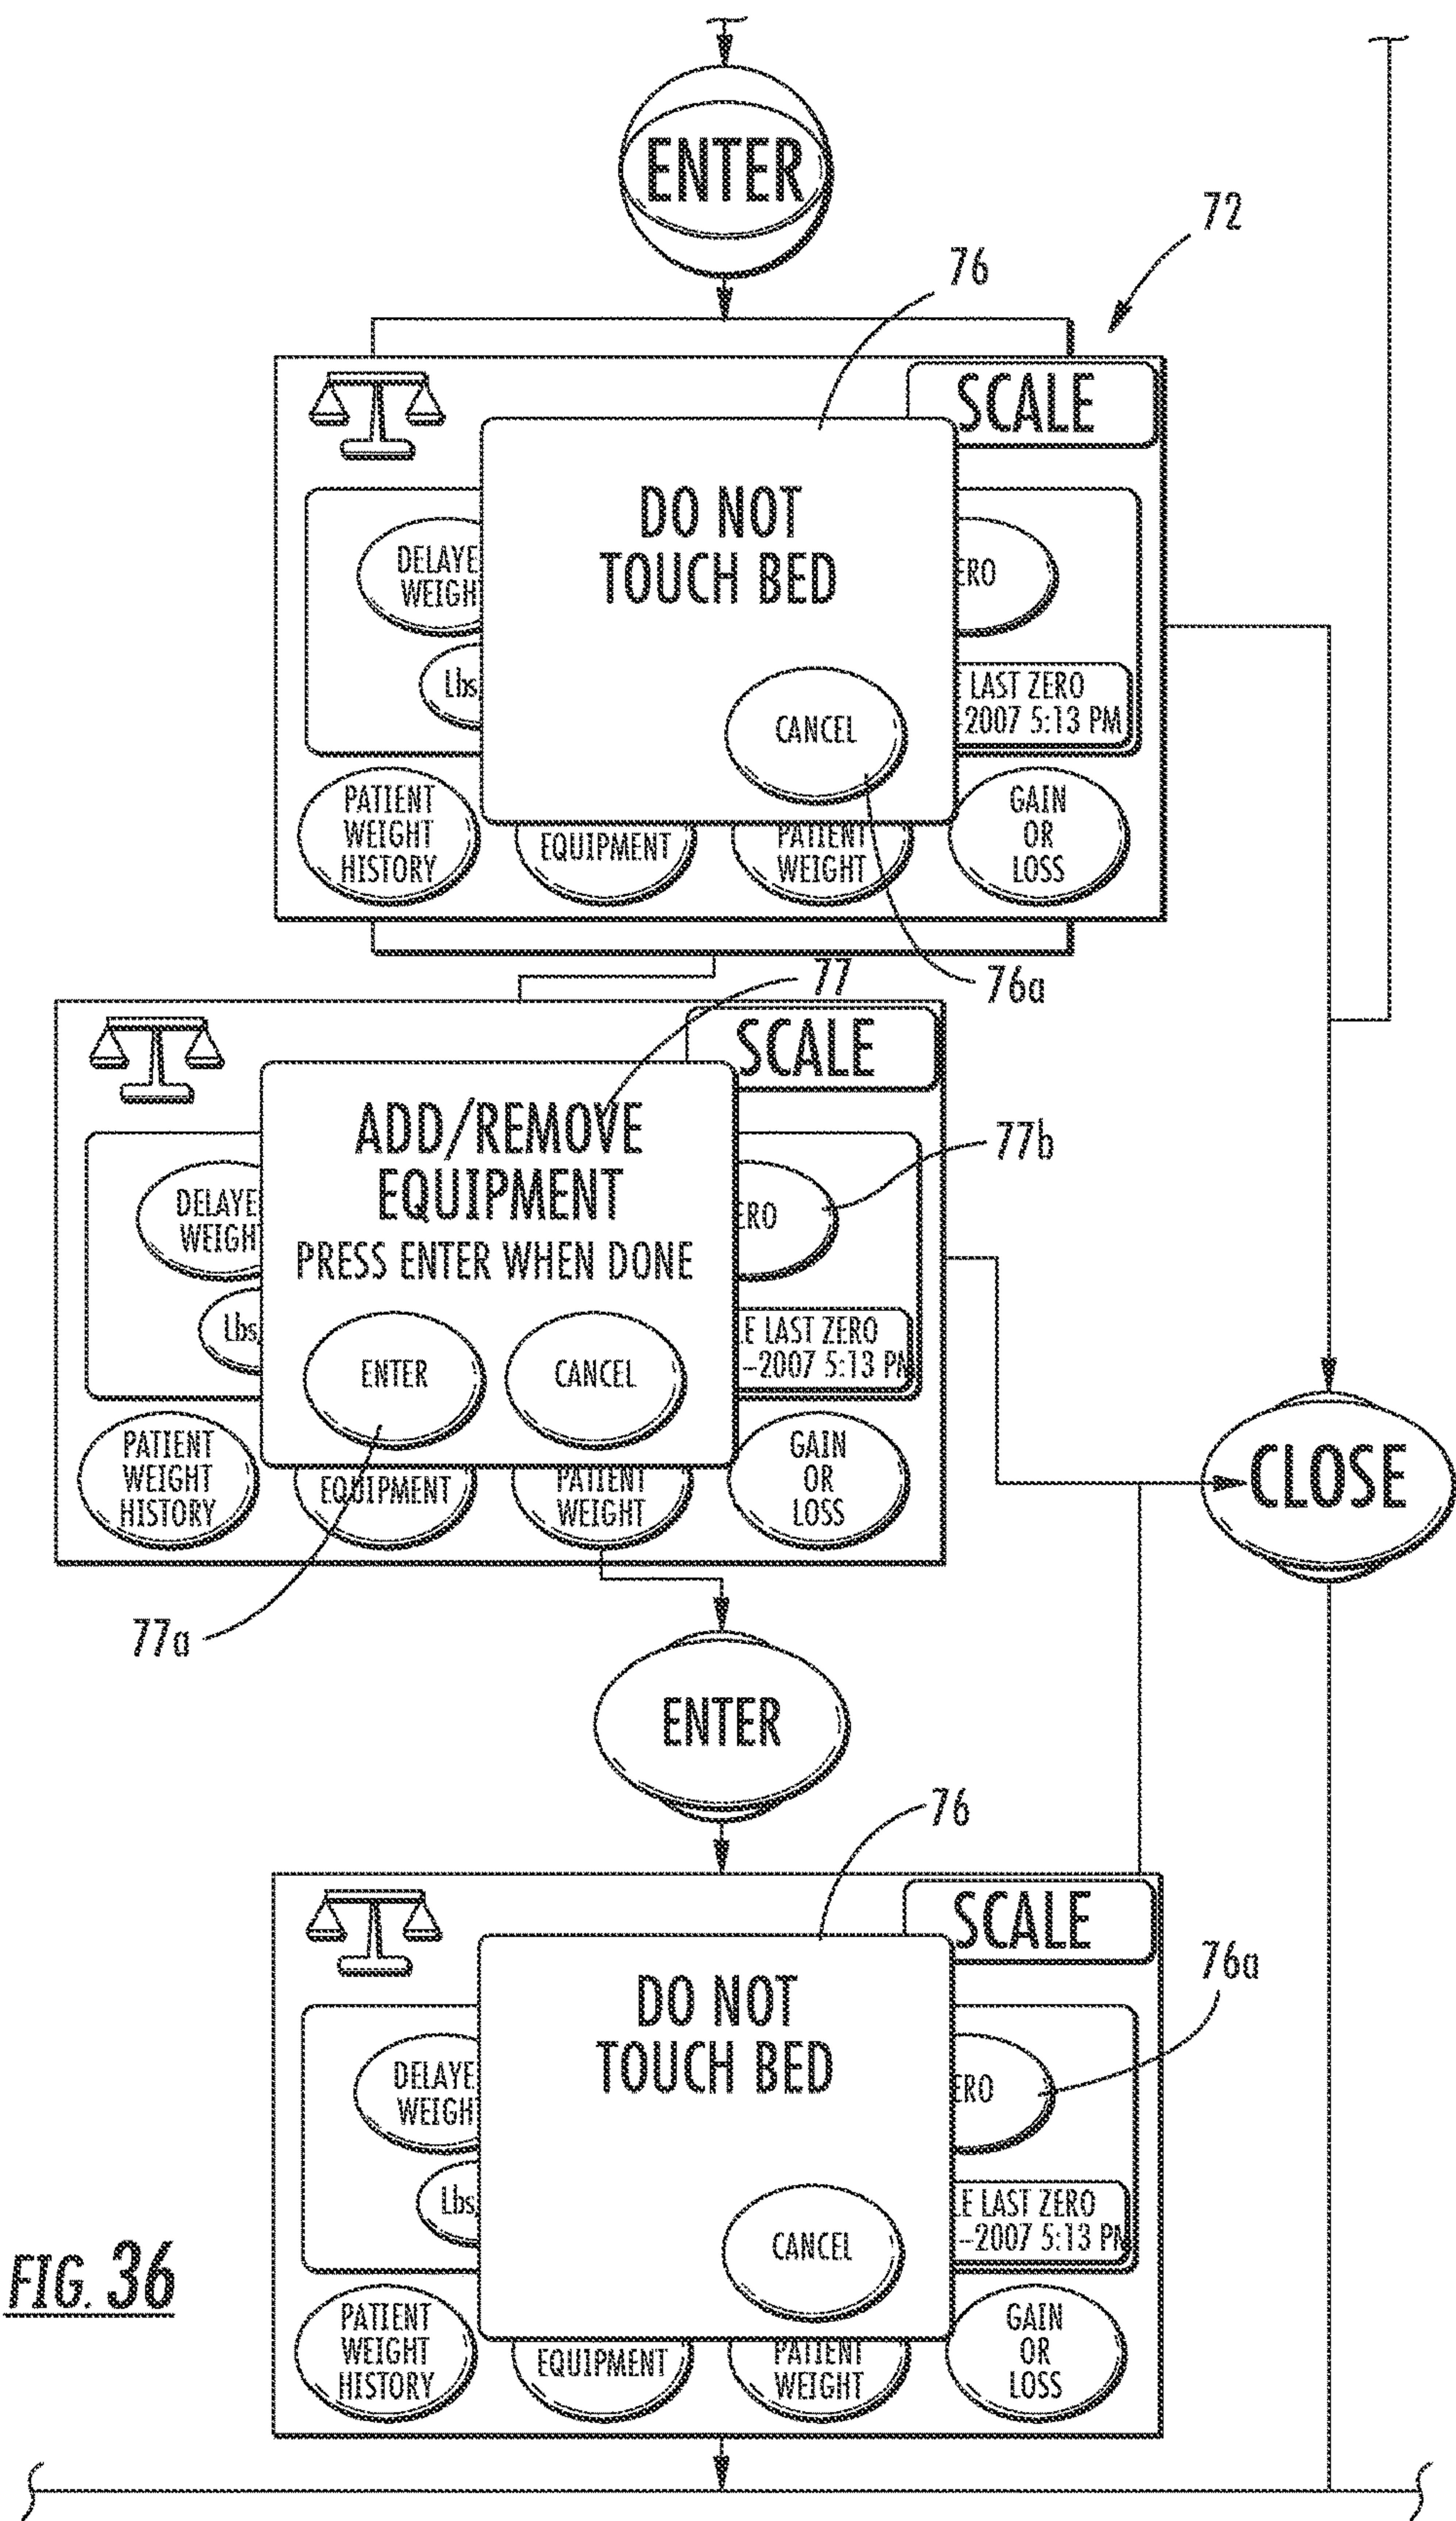 ENTER
72
76
SCALE
DO NOT
TOUCH BED
DELAYE
WEIGH
ERO
Lbs
LAST ZERO
-2007 5:13 PM
CANCEL
PATIENT
WEIGHT
HISTORY
EQUIPMENT
PATIENT
WEIGHT
GAIN
OR
LOSS
76a
77
SCALE
ADD/REMOVE
EQUIPMENT
PRESS ENTER WHEN DONE
77b
DELAYE
WEIGH
ERO
Lbs
E LAST ZERO
-2007 5:13 PM
ENTER
CANCEL
PATIENT
WEIGHT
HISTORY
EQUIPMENT
PATIENT
WEIGHT
GAIN
OR
LOSS
CLOSE
77a
ENTER
76
SCALE
76a
DO NOT
TOUCH BED
DELAYE
WEIGH
ERO
Lbs
E LAST ZERO
-2007 5:13 PM
CANCEL
PATIENT
WEIGHT
HISTORY
EQUIPMENT
PATIENT
WEIGHT
GAIN
OR
LOSS
FIG. 36